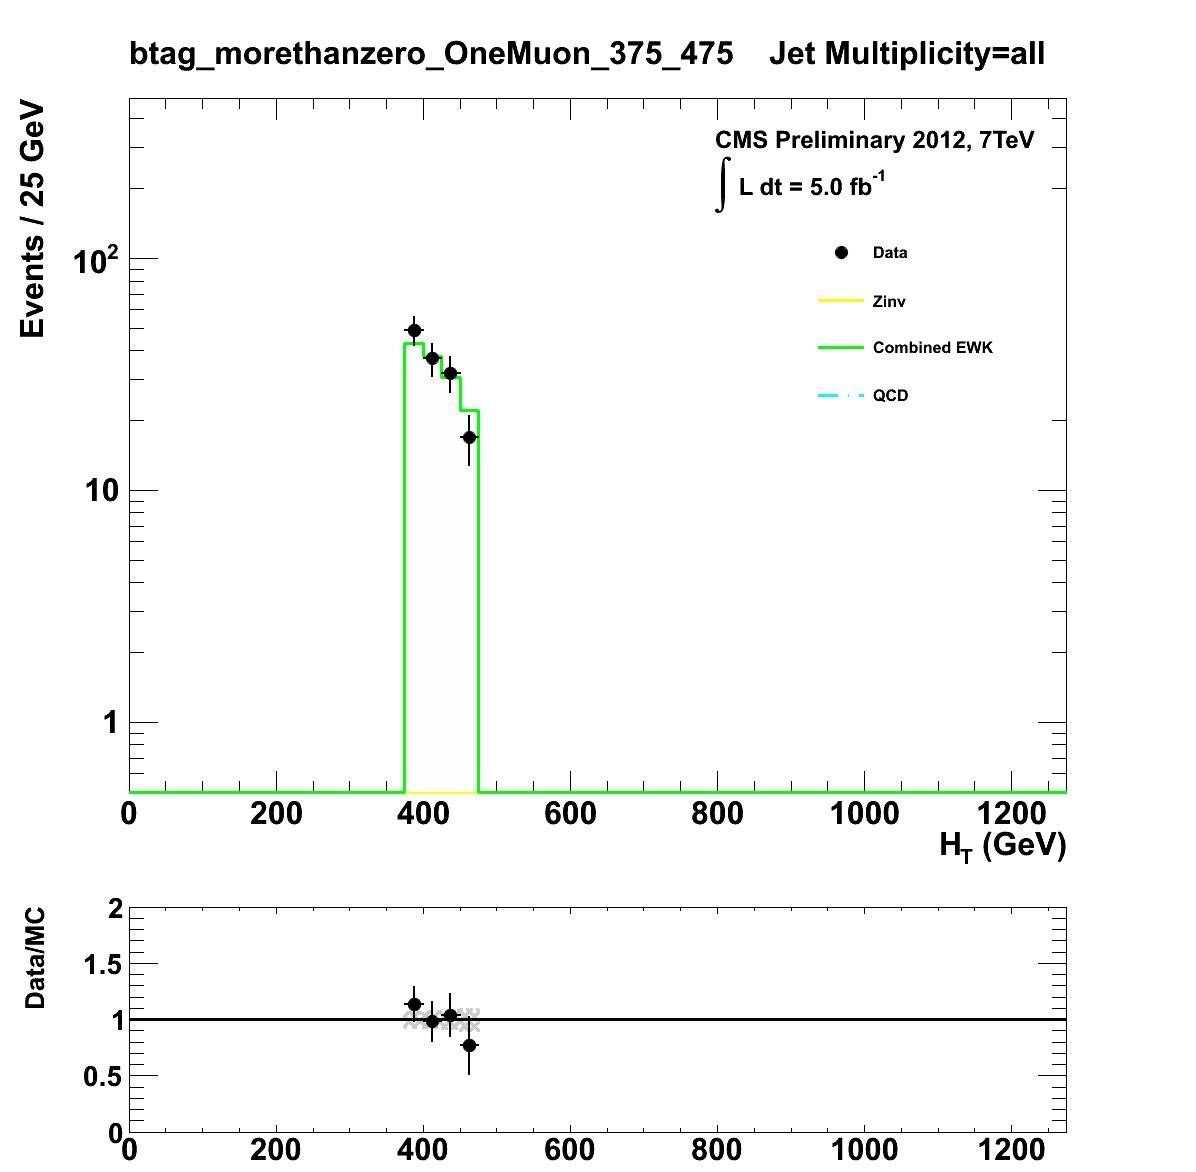 btag_morethanzero_OneMuon_375_475 Jet Multiplicity=all
Events / 25 GeV
CMS Preliminary 2012, 7TeV
∫ L dt = 5.0 fb⁻¹
Data
Zinv
Combined EWK
QCD
10²
10
1
0 200 400 600 800 1000 1200
H_T (GeV)
Data/MC
2
1.5
1
0.5
0
0 200 400 600 800 1000 1200